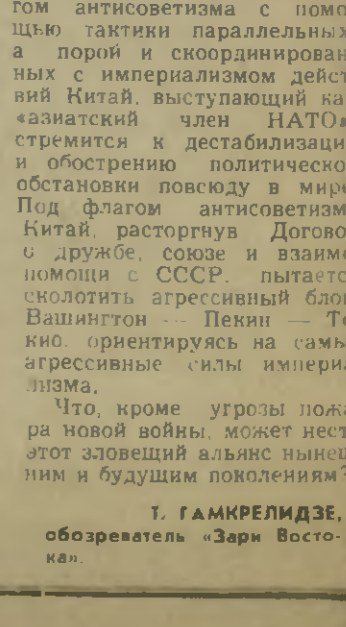 гом антисоветизма с помо
щью тактики параллельных
а порой и скоординирован
ных с империализмом дейст
вий Китай, выступающий ка
«азиатский член НАТО»
стремится к дестабилизаци
и обострению политическо
обстановки повсюду в мире
Под флагом антисоветизм
Китай, расторгнув Догово
о дружбе, союзе и взаимо
помощи с СССР, пытаетс
сколотить агрессивный бло
Вашингтон — Пекин — То
кио, ориентируясь на самы
агрессивные силы импери
лизма.
Что, кроме угрозы пожа
ра новой войны, может нест
этот зловещий альянс нынеш
ним и будущим поколениям?
Т. ГАМКРЕЛИДЗЕ,
обозреватель «Зари Восто-
ка».